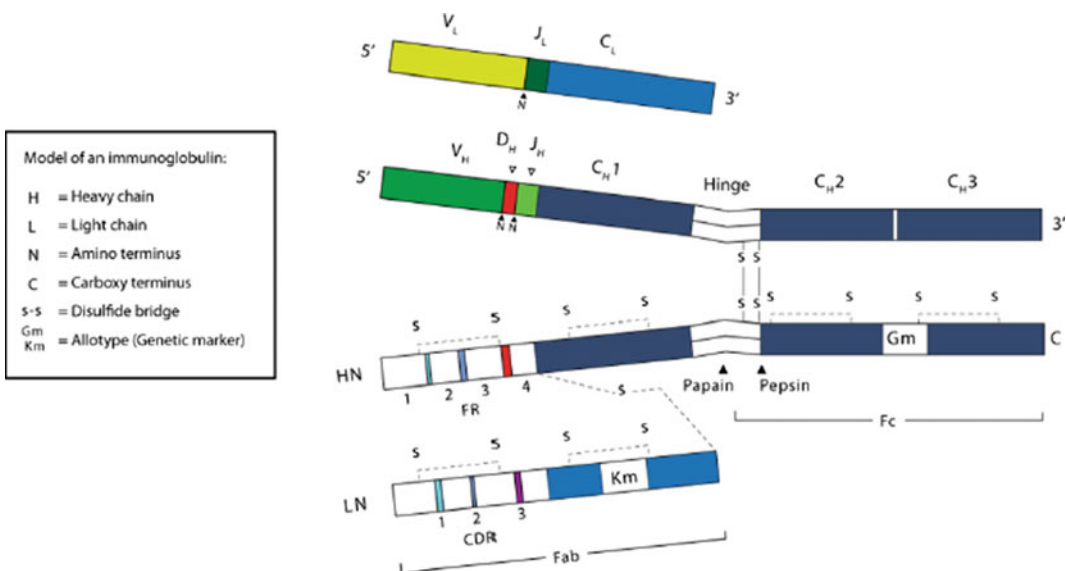 V_L J_L C_L
5' 3'
N
Model of an immunoglobulin:
H = Heavy chain
L = Light chain
N = Amino terminus
C = Carboxy terminus
s-s = Disulfide bridge
Gm
Km = Allotype (Genetic marker)
V_H D_H J_H C_H1 Hinge C_H2 C_H3
5' 3'
N N
S S
S S
S S S S S S
HN Gm C
1 2 3 4
FR
Papain Pepsin
S
Fc
S S S S
LN Km
1 2 3
CDR
Fab